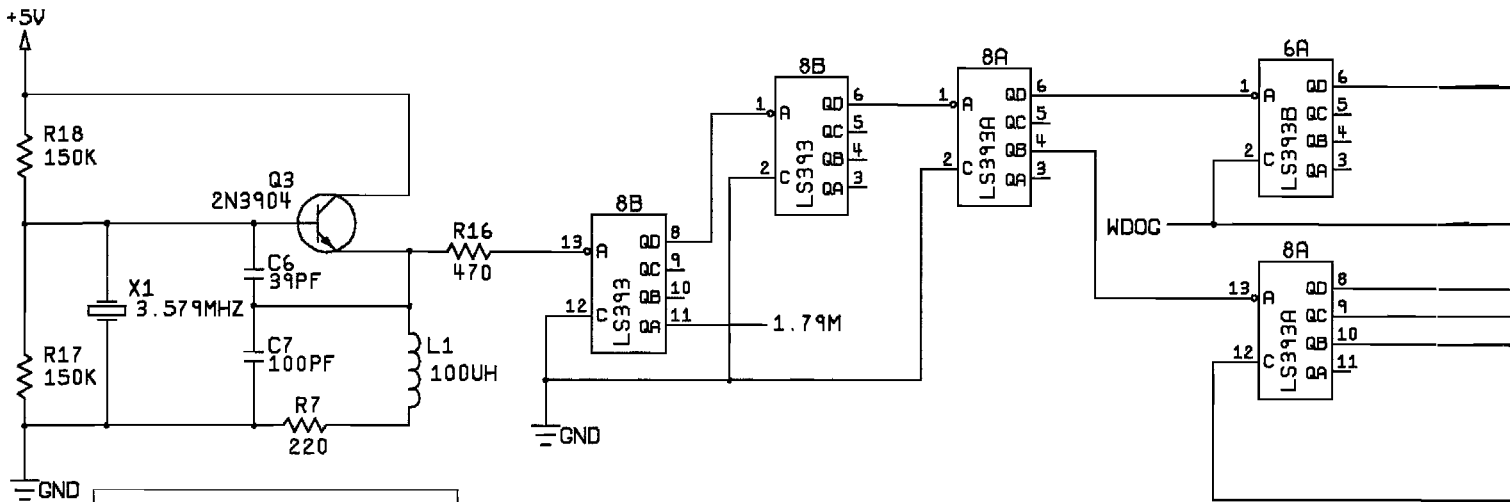 +5V
R18
150K
Q3
2N3904
R16
470
C6
39PF
X1
3.579MHZ
C7
100PF
L1
100UH
R17
150K
R7
220
GND
8B
13
A
12
C
LS393
QD
8
QC
9
QB
10
QA
11
1.79M
GND
8B
1
A
2
C
LS393
QD
6
QC
5
QB
4
QA
3
8A
1
A
2
C
LS393A
QD
6
QC
5
QB
4
QA
3
6A
1
A
2
C
LS393B
QD
6
QC
5
QB
4
QA
3
WDOG
8A
13
A
12
C
LS393A
QD
8
QC
9
QB
10
QA
11